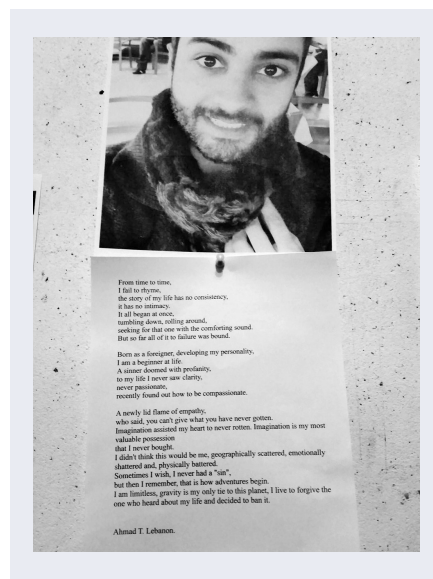 From time to time,
I fail to rhyme,
the story of my life has no consistency,
it has no intimacy.
It all began at once,
tumbling down, rolling around,
seeking for that one with the comforting sound.
But so far all of it to failure was bound.
Born as a foreigner, developing my personality,
I am a beginner at life.
A sinner doomed with profanity,
to my life I never saw clarity,
never passionate,
recently found out how to be compassionate.
A newly lid flame of empathy,
who said, you can't give what you have never gotten.
Imagination assisted my heart to never rotten. Imagination is my most
valuable possession
that I never bought.
I didn't think this would be me, geographically scattered, emotionally
shattered and, physically battered.
Sometimes I wish, I never had a "sin",
but then I remember, that is how adventures begin.
I am limitless, gravity is my only tie to this planet, I live to forgive the
one who heard about my life and decided to ban it.
Ahmad T. Lebanon.